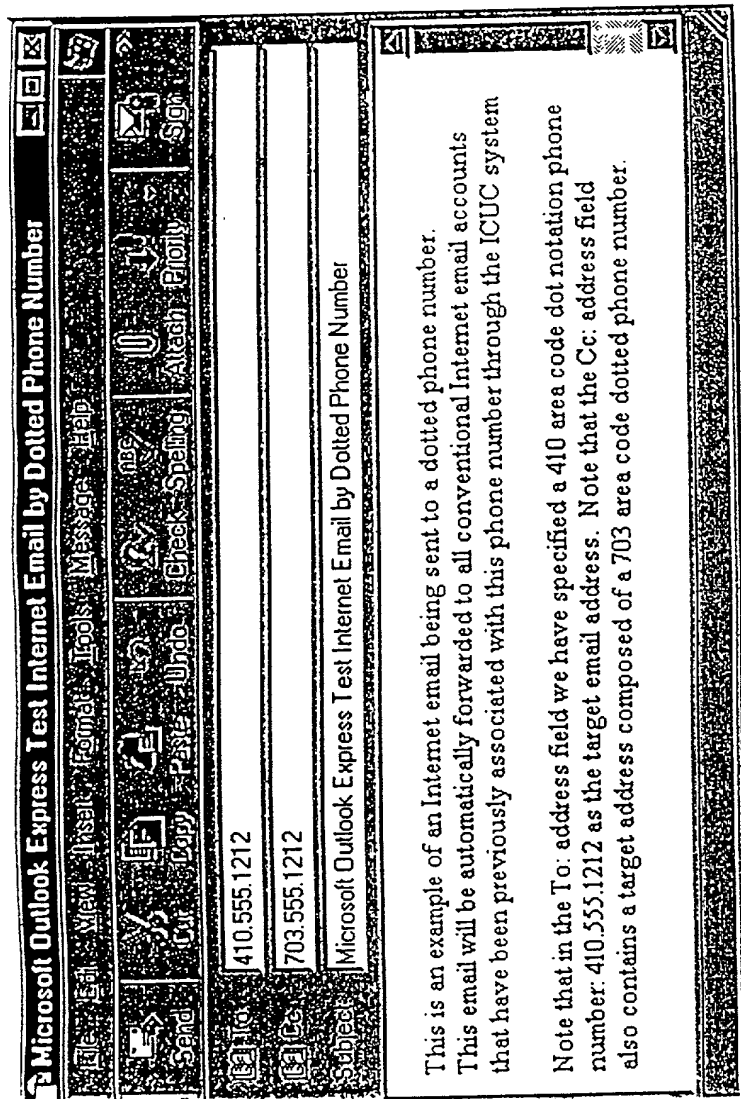 Microsoft Outlook Express Test Internet Email by Dotted Phone Number
File Edit View Insert Format Tools Message Help
Send Cut Copy Paste Undo Check Spelling Attach Priority Sign
To: 410.555.1212
Cc: 703.555.1212
Subject: Microsoft Outlook Express Test Internet Email by Dotted Phone Number
This is an example of an Internet email being sent to a dotted phone number.
This email will be automatically forwarded to all conventional Internet email accounts
that have been previously associated with this phone number through the ICUC system
Note that in the To: address field we have specified a 410 area code dot notation phone
number: 410.555.1212 as the target email address.  Note that the Cc: address field
also contains a target address composed of a 703 area code dotted phone number.